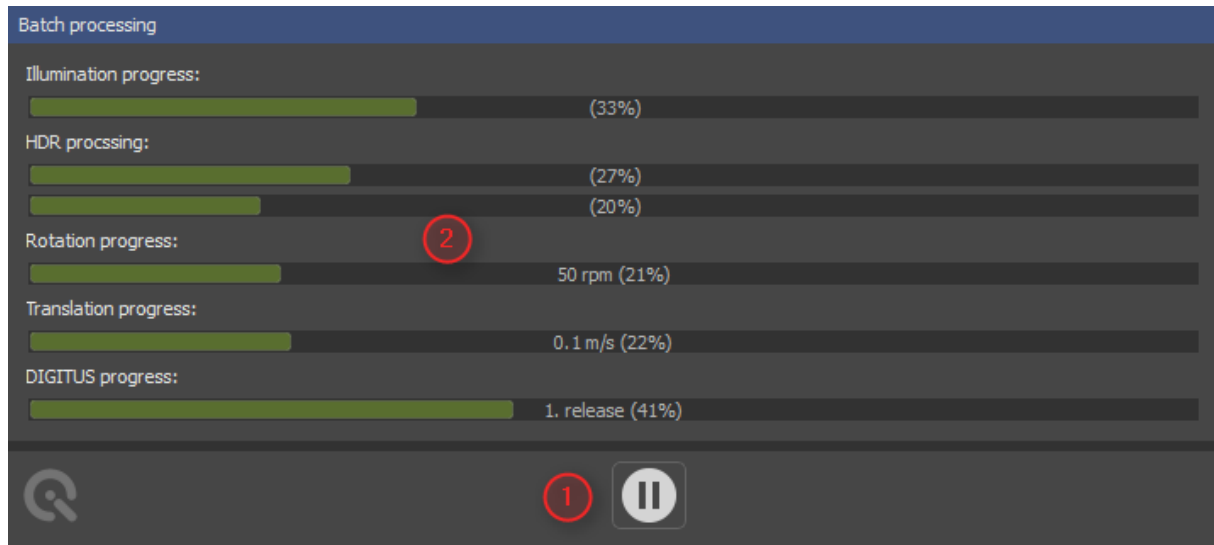 Batch processing
Illumination progress:
(33%)
HDR procssing:
(27%)
(20%)
2
Rotation progress:
50 rpm (21%)
Translation progress:
0.1 m/s (22%)
DIGITUS progress:
1. release (41%)
1